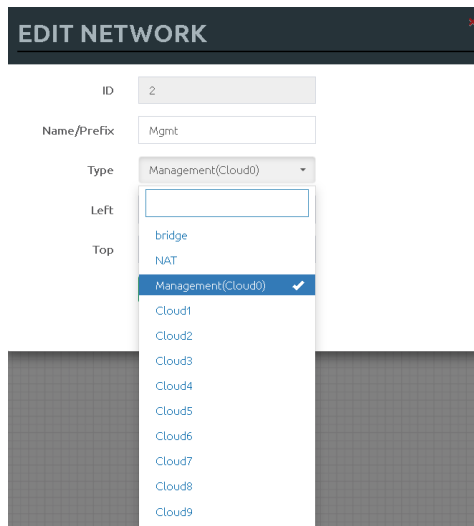 EDIT NETWORK
ID 2
Name/Prefix Mgmt
Type Management(Cloud0)
Left
Top
bridge
NAT
Management(Cloud0)
Cloud1
Cloud2
Cloud3
Cloud4
Cloud5
Cloud6
Cloud7
Cloud8
Cloud9